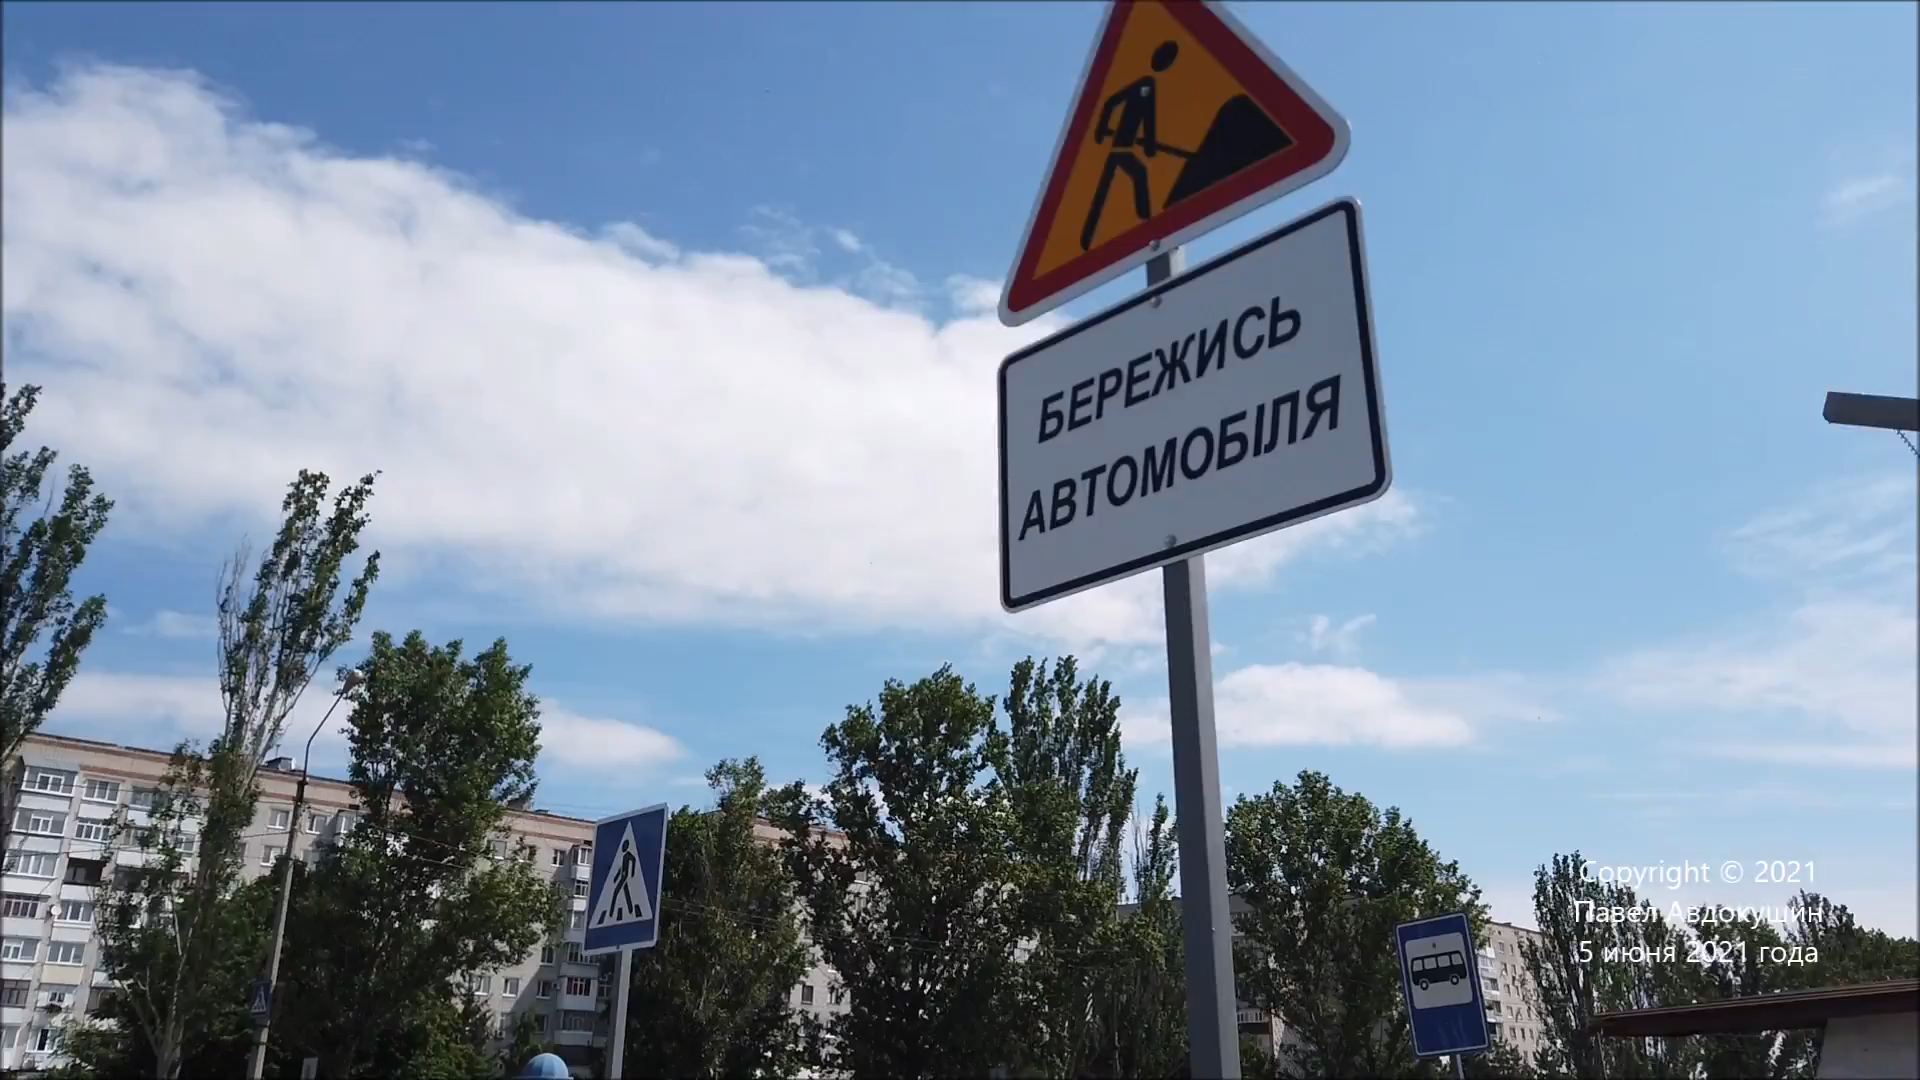 БЕРЕЖИСЬ
АВТОМОБІЛЯ
Copyright © 2021
Павел Авдокушин
5 июня 2021 года